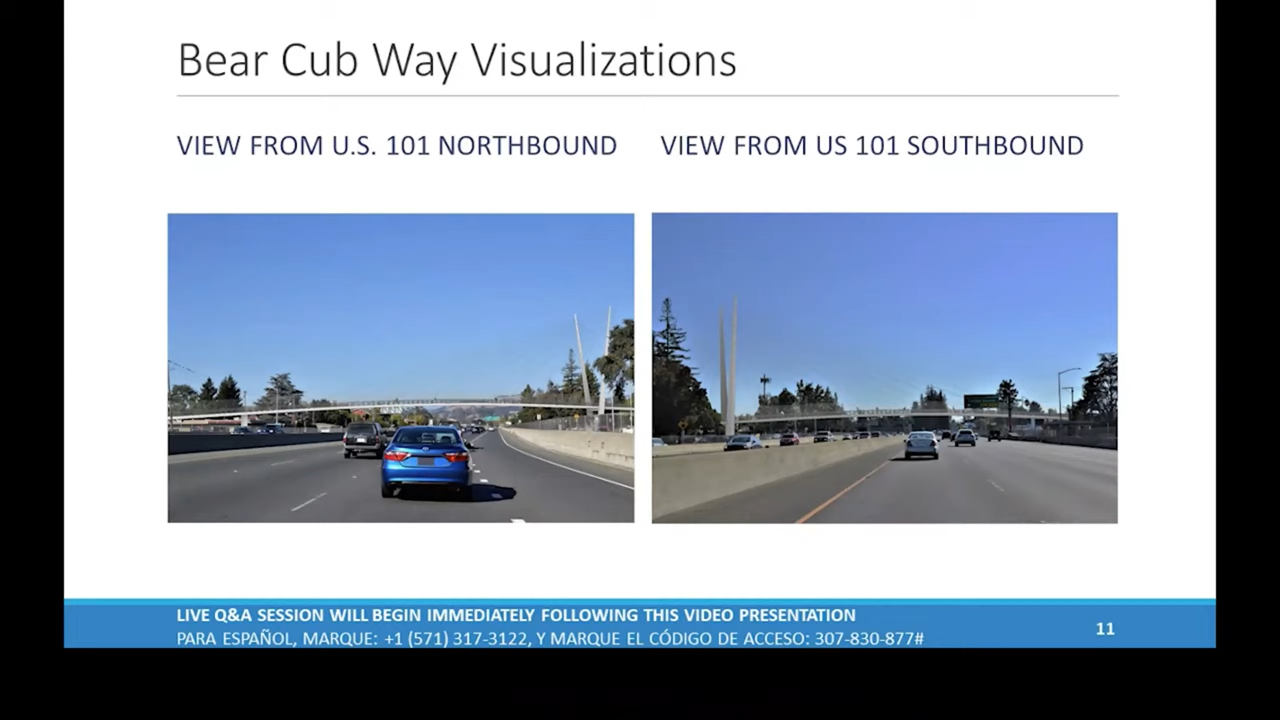 Bear Cub Way Visualizations
VIEW FROM U.S. 101 NORTHBOUND
VIEW FROM US 101 SOUTHBOUND
LIVE Q&A SESSION WILL BEGIN IMMEDIATELY FOLLOWING THIS VIDEO PRESENTATION
PARA ESPAÑOL, MARQUE: +1 (571) 317-3122, Y MARQUE EL CÓDIGO DE ACCESO: 307-830-877#
11